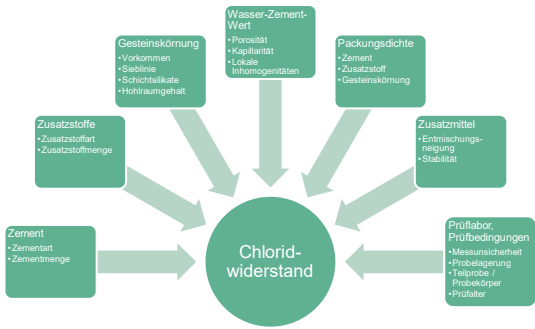 Wasser-Zement-
Wert
• Porosität
• Kapillarität
• Lokale
Inhomogenitäten
Gesteinskörnung
• Vorkommen
• Sieblinie
• Schichtsilikate
• Hohlraumgehalt
Packungsdichte
• Zement
• Zusatzstoff
• Gesteinskörnung
Zusatzstoffe
• Zusatzstoffart
• Zusatzstoffmenge
Zusatzmittel
• Entmischungs-
neigung
• Stabilität
Zement
• Zementart
• Zementmenge
Prüflabor,
Prüfbedingungen
• Messunsicherheit
• Probelagerung
• Teilprobe /
Probekörper
• Prüfalter
Chlorid-
widerstand